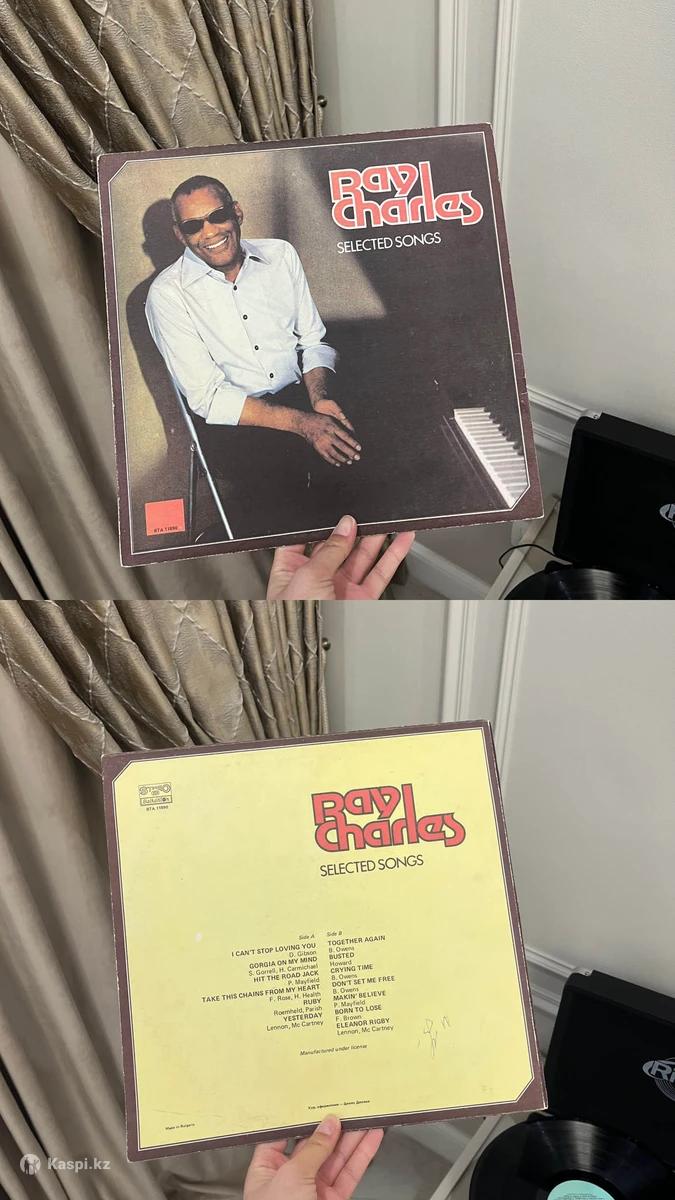 Ray
Charles
SELECTED SONGS
BTA 11890
STEREO
Balkanton
BTA 11890
Ray
Charles
SELECTED SONGS
Side A
I CAN'T STOP LOVING YOU
D. Gibson
GORGIA ON MY MIND
S. Gorrell, H. Carmichael
HIT THE ROAD JACK
P. Mayfield
TAKE THIS CHAINS FROM MY HEART
F. Rose, H. Health
RUBY
Roemheld, Parish
YESTERDAY
Lennon, Mc Cartney
Side B
TOGETHER AGAIN
B. Owens
BUSTED
Howard
CRYING TIME
B. Owens
DON'T SET ME FREE
B. Owens
MAKIN' BELIEVE
P. Mayfield
BORN TO LOSE
F. Brown
ELEANOR RIGBY
Lennon, Mc Cartney
Manufactured under license
Худ. оформление —
Made in Bulgaria
Kaspi.kz